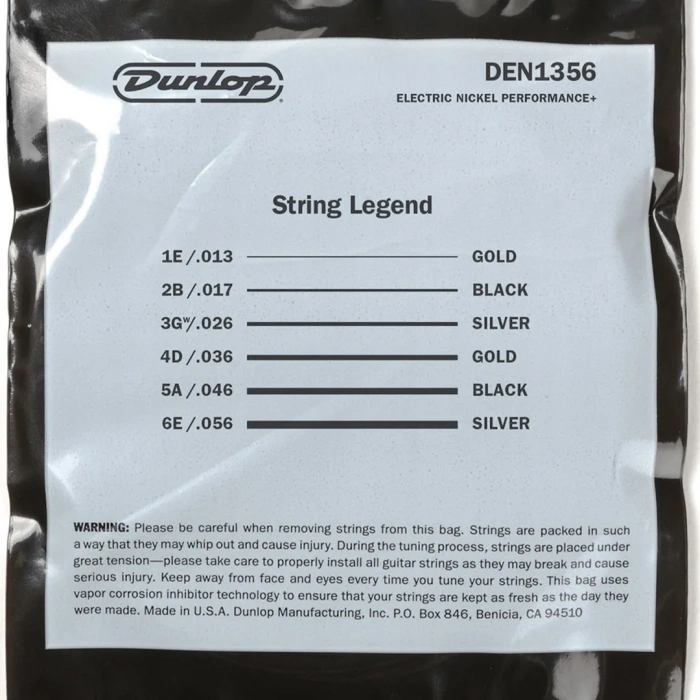 Dunlop
DEN1356
ELECTRIC NICKEL PERFORMANCE+
String Legend
1E /.013 GOLD
2B /.017 BLACK
3Gʷ/.026 SILVER
4D /.036 GOLD
5A /.046 BLACK
6E /.056 SILVER
WARNING: Please be careful when removing strings from this bag. Strings are packed in such
a way that they may whip out and cause injury. During the tuning process, strings are placed under
great tension—please take care to properly install all guitar strings as they may break and cause
serious injury. Keep away from face and eyes every time you tune your strings. This bag uses
vapor corrosion inhibitor technology to ensure that your strings are kept as fresh as the day they
were made. Made in U.S.A. Dunlop Manufacturing, Inc. P.O. Box 846, Benicia, CA 94510